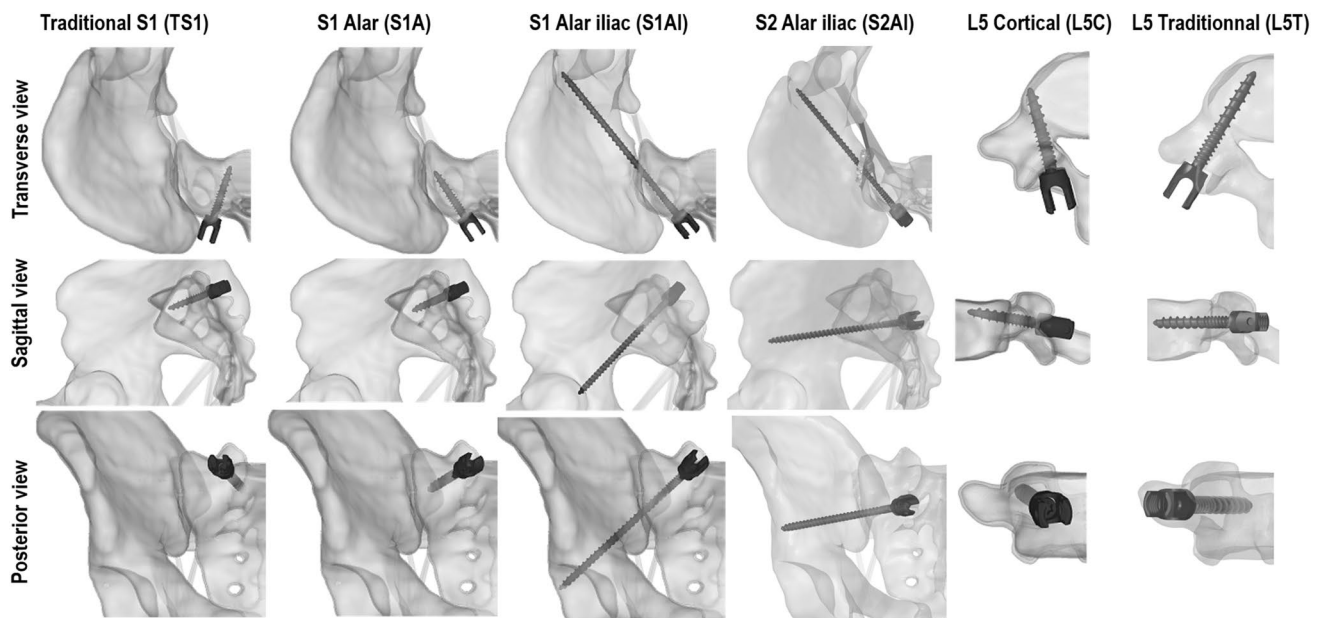 Traditional S1 (TS1)
S1 Alar (S1A)
S1 Alar iliac (S1AI)
S2 Alar iliac (S2AI)
L5 Cortical (L5C)
L5 Traditionnal (L5T)
Transverse view
Sagittal view
Posterior view